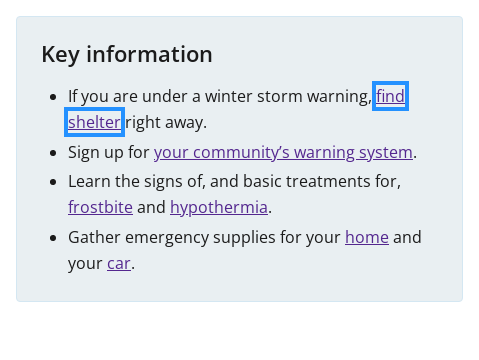 Key information
• If you are under a winter storm warning, find
shelter right away.
• Sign up for your community’s warning system.
• Learn the signs of, and basic treatments for,
frostbite and hypothermia.
• Gather emergency supplies for your home and
your car.